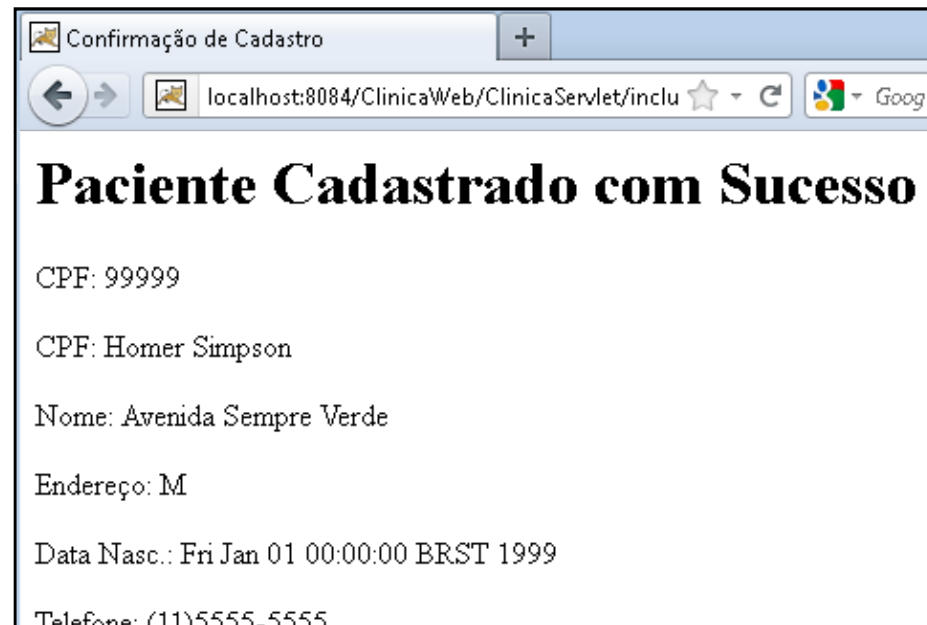 Confirmação de Cadastro
localhost:8084/ClinicaWeb/ClinicaServlet/inclu
Goog
Paciente Cadastrado com Sucesso
CPF: 99999
CPF: Homer Simpson
Nome: Avenida Sempre Verde
Endereço: M
Data Nasc.: Fri Jan 01 00:00:00 BRST 1999
Telefone: (11)5555-5555